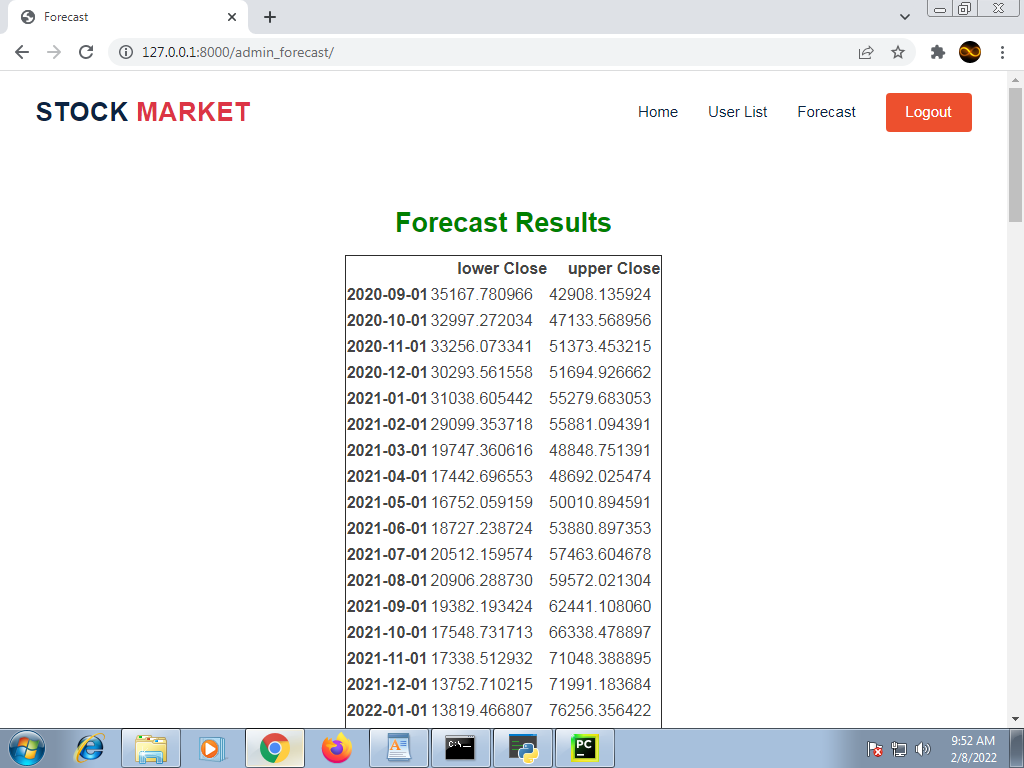 Forecast
127.0.0.1:8000/admin_forecast/
STOCK MARKET
Home User List Forecast Logout
Forecast Results
lower Close upper Close
2020-09-01 35167.780966 42908.135924
2020-10-01 32997.272034 47133.568956
2020-11-01 33256.073341 51373.453215
2020-12-01 30293.561558 51694.926662
2021-01-01 31038.605442 55279.683053
2021-02-01 29099.353718 55881.094391
2021-03-01 19747.360616 48848.751391
2021-04-01 17442.696553 48692.025474
2021-05-01 16752.059159 50010.894591
2021-06-01 18727.238724 53880.897353
2021-07-01 20512.159574 57463.604678
2021-08-01 20906.288730 59572.021304
2021-09-01 19382.193424 62441.108060
2021-10-01 17548.731713 66338.478897
2021-11-01 17338.512932 71048.388895
2021-12-01 13752.710215 71991.183684
2022-01-01 13819.466807 76256.356422
C:\_
PC
9:52 AM
2/8/2022